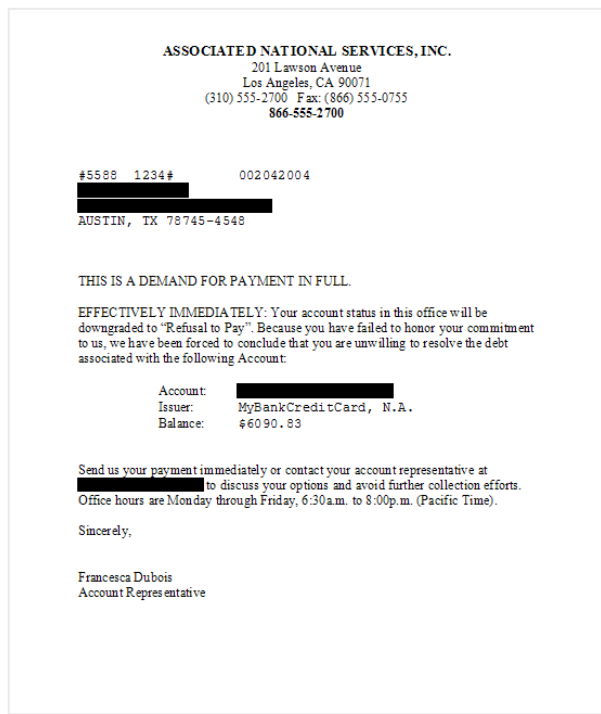 ASSOCIATED NATIONAL SERVICES, INC.
201 Lawson Avenue
Los Angeles, CA 90071
(310) 555-2700 Fax: (866) 555-0755
866-555-2700
#5588 1234# 002042004
AUSTIN, TX 78745-4548
THIS IS A DEMAND FOR PAYMENT IN FULL.
EFFECTIVELY IMMEDIATELY: Your account status in this office will be
downgraded to “Refusal to Pay”. Because you have failed to honor your commitment
to us, we have been forced to conclude that you are unwilling to resolve the debt
associated with the following Account:
Account:
Issuer: MyBankCreditCard, N.A.
Balance: $6090.83
Send us your payment immediately or contact your account representative at
to discuss your options and avoid further collection efforts.
Office hours are Monday through Friday, 6:30a.m. to 8:00p.m. (Pacific Time).
Sincerely,
Francesca Dubois
Account Representative